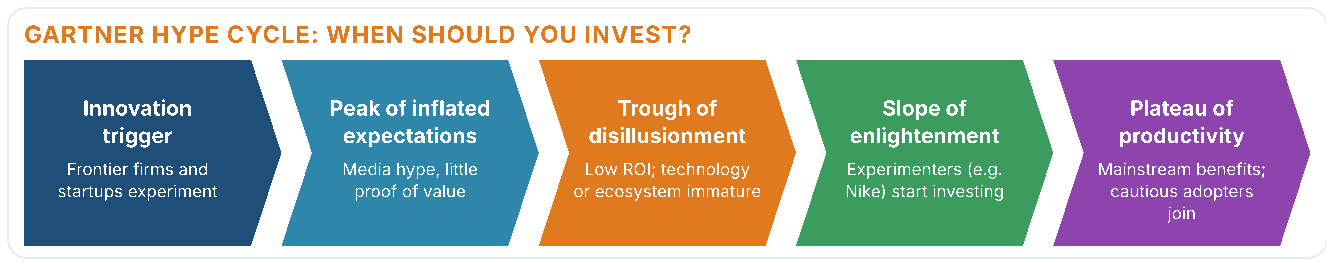 GARTNER HYPE CYCLE: WHEN SHOULD YOU INVEST?
Innovation
trigger
Frontier firms and
startups experiment
Peak of inflated
expectations
Media hype, little
proof of value
Trough of
disillusionment
Low ROI; technology
or ecosystem immature
Slope of
enlightenment
Experimenters (e.g.
Nike) start investing
Plateau of
productivity
Mainstream benefits;
cautious adopters
join